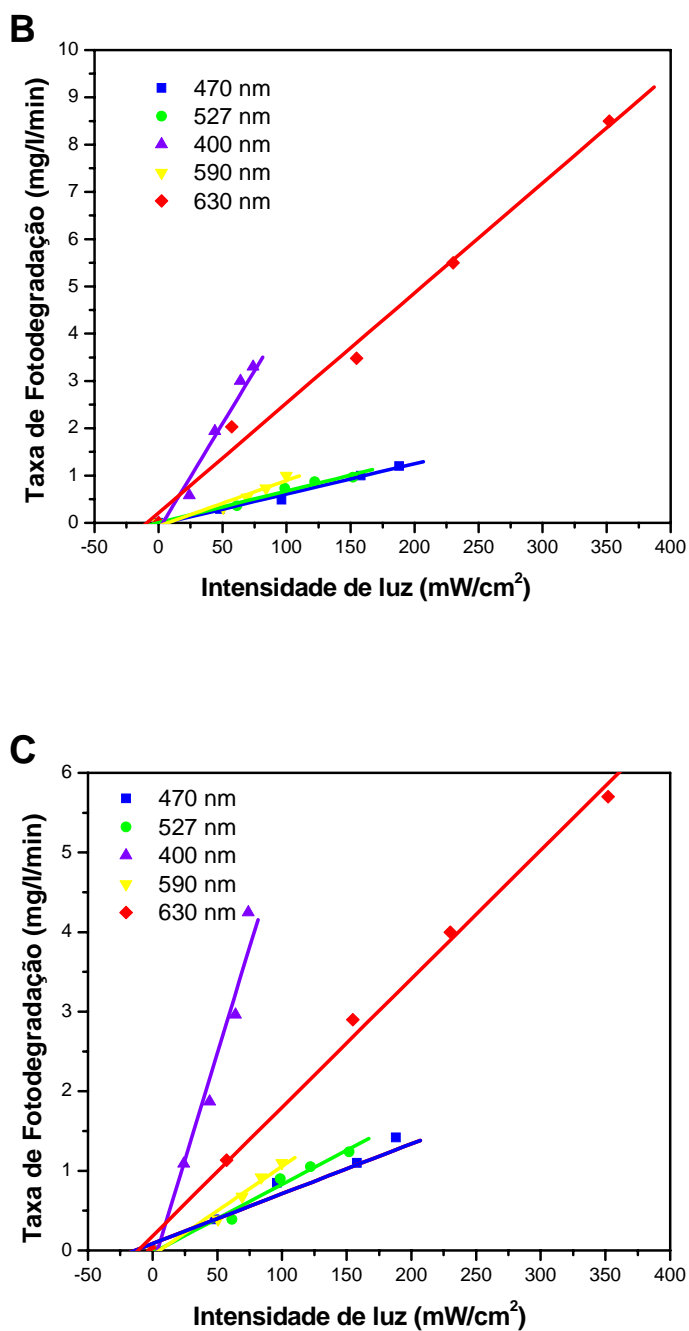 B
10
9
8
7
6
5
4
3
2
1
0
Taxa de Fotodegradação (mg/l/min)
470 nm
527 nm
400 nm
590 nm
630 nm
-50 0 50 100 150 200 250 300 350 400
Intensidade de luz (mW/cm²)
C
6
5
4
3
2
1
0
Taxa de Fotodegradação (mg/l/min)
470 nm
527 nm
400 nm
590 nm
630 nm
-50 0 50 100 150 200 250 300 350 400
Intensidade de luz (mW/cm²)